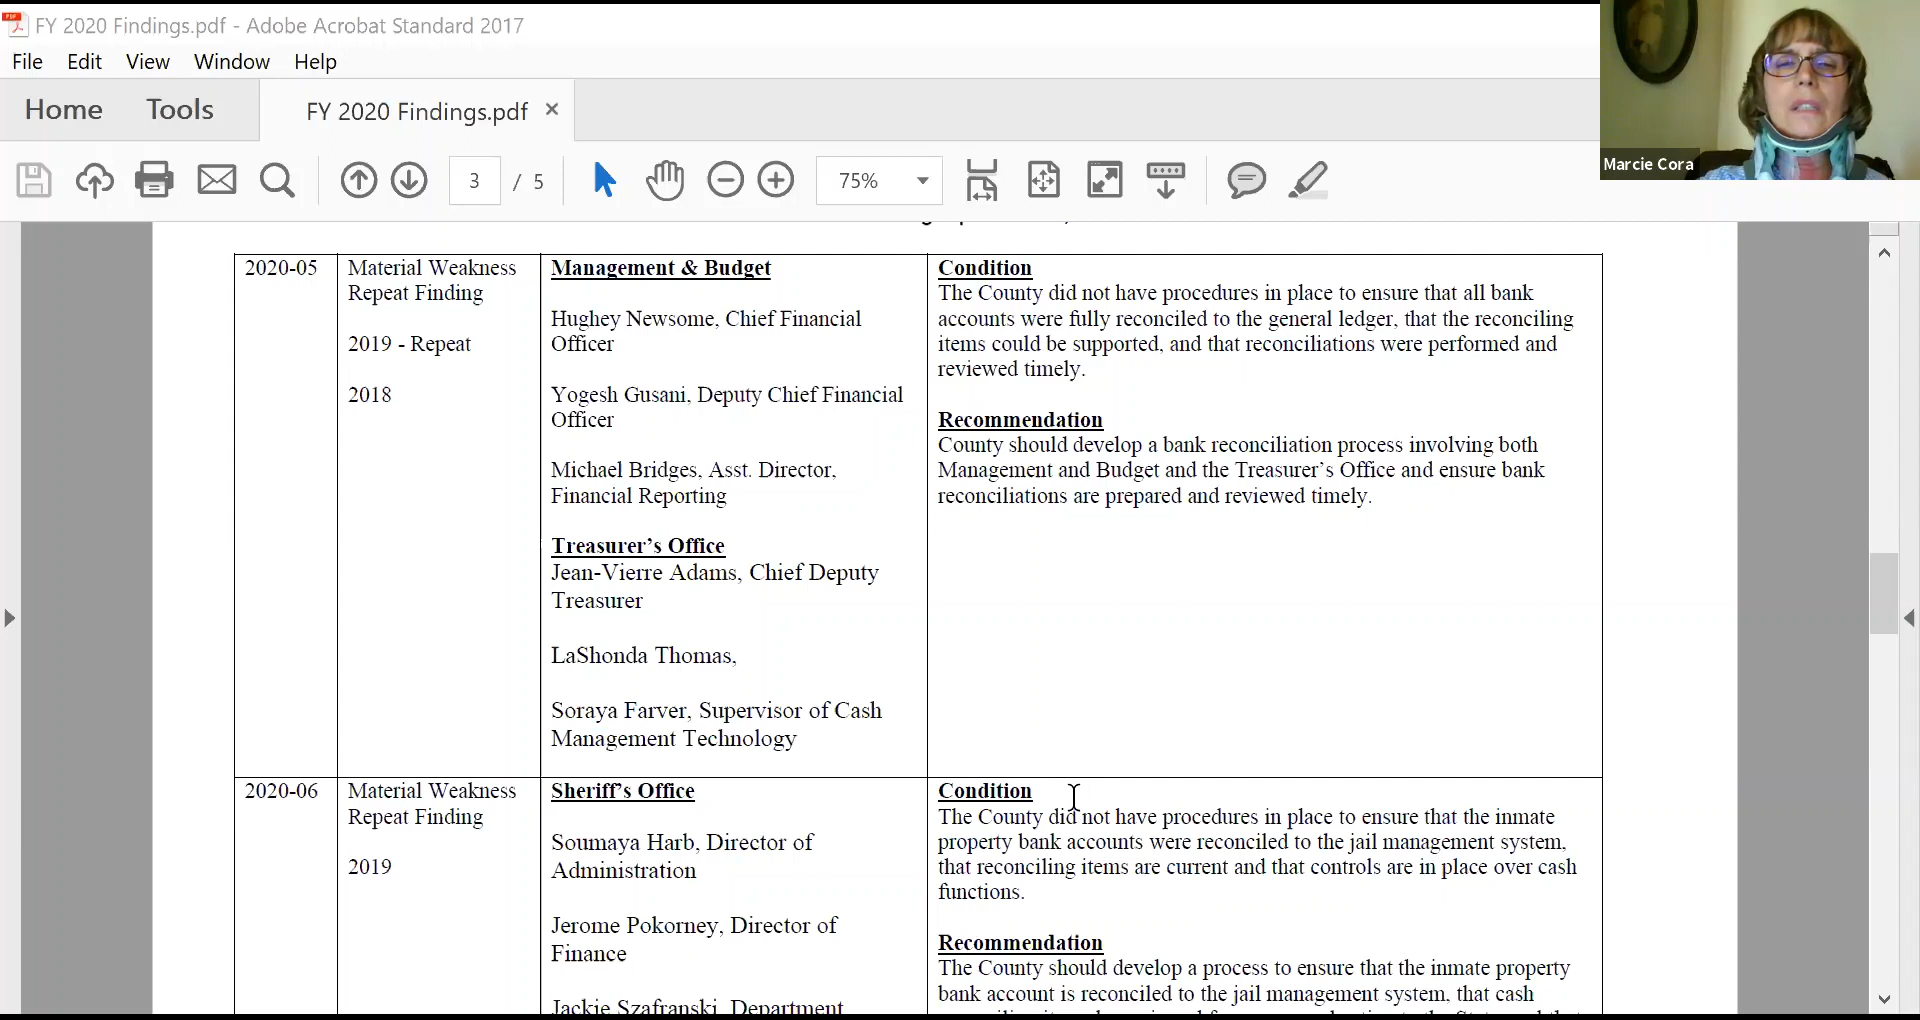 FY 2020 Findings.pdf - Adobe Acrobat Standard 2017
File Edit View Window Help
Home Tools FY 2020 Findings.pdf ×
3 / 5 75%
Marcie Cora
2020-05
Material Weakness
Repeat Finding
2019 - Repeat
2018
Management & Budget
Hughey Newsome, Chief Financial
Officer
Yogesh Gusani, Deputy Chief Financial
Officer
Michael Bridges, Asst. Director,
Financial Reporting
Treasurer's Office
Jean-Vierre Adams, Chief Deputy
Treasurer
LaShonda Thomas,
Soraya Farver, Supervisor of Cash
Management Technology
Condition
The County did not have procedures in place to ensure that all bank
accounts were fully reconciled to the general ledger, that the reconciling
items could be supported, and that reconciliations were performed and
reviewed timely.
Recommendation
County should develop a bank reconciliation process involving both
Management and Budget and the Treasurer's Office and ensure bank
reconciliations are prepared and reviewed timely.
2020-06
Material Weakness
Repeat Finding
2019
Sheriff's Office
Soumaya Harb, Director of
Administration
Jerome Pokorney, Director of
Finance
Jackie Szafranski, Department
Condition
The County did not have procedures in place to ensure that the inmate
property bank accounts were reconciled to the jail management system,
that reconciling items are current and that controls are in place over cash
functions.
Recommendation
The County should develop a process to ensure that the inmate property
bank account is reconciled to the jail management system, that cash